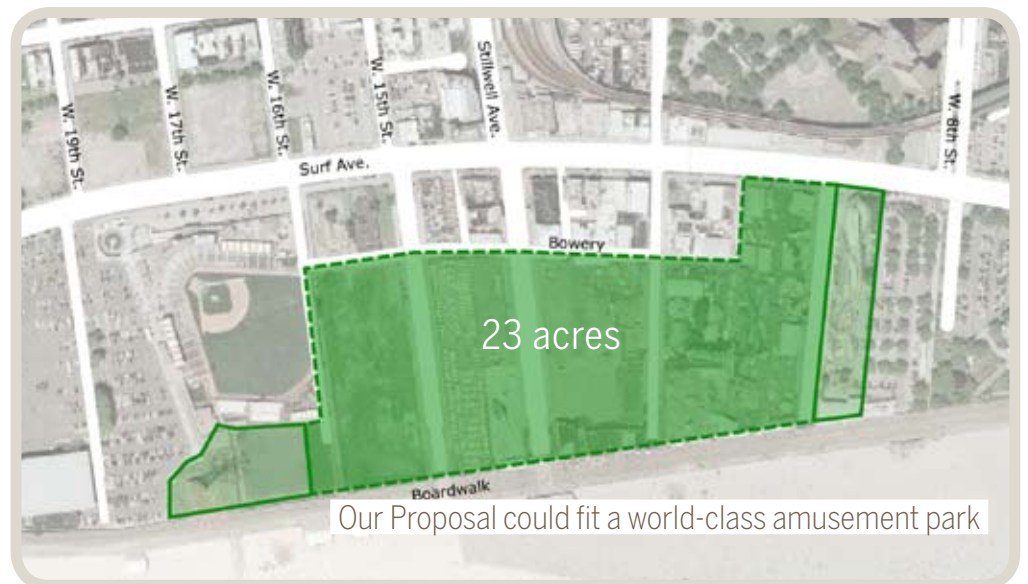 W. 19th St.
W. 17th St.
W. 16th St.
W. 15th St.
Stillwell Ave.
W. 8th St.
Surf Ave.
Bowery
23 acres
Boardwalk
Our Proposal could fit a world-class amusement park